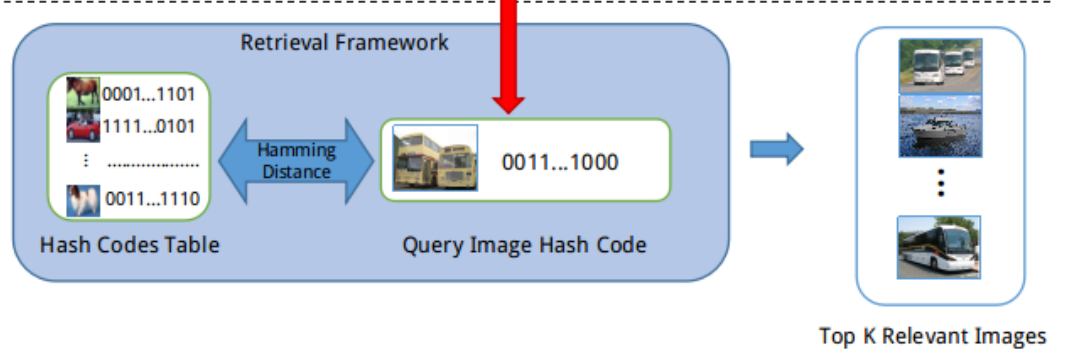 Retrieval Framework
0001...1101
1111...0101
⋮ ....................
0011...1110
Hamming
Distance
0011...1000
Hash Codes Table
Query Image Hash Code
⋮
Top K Relevant Images